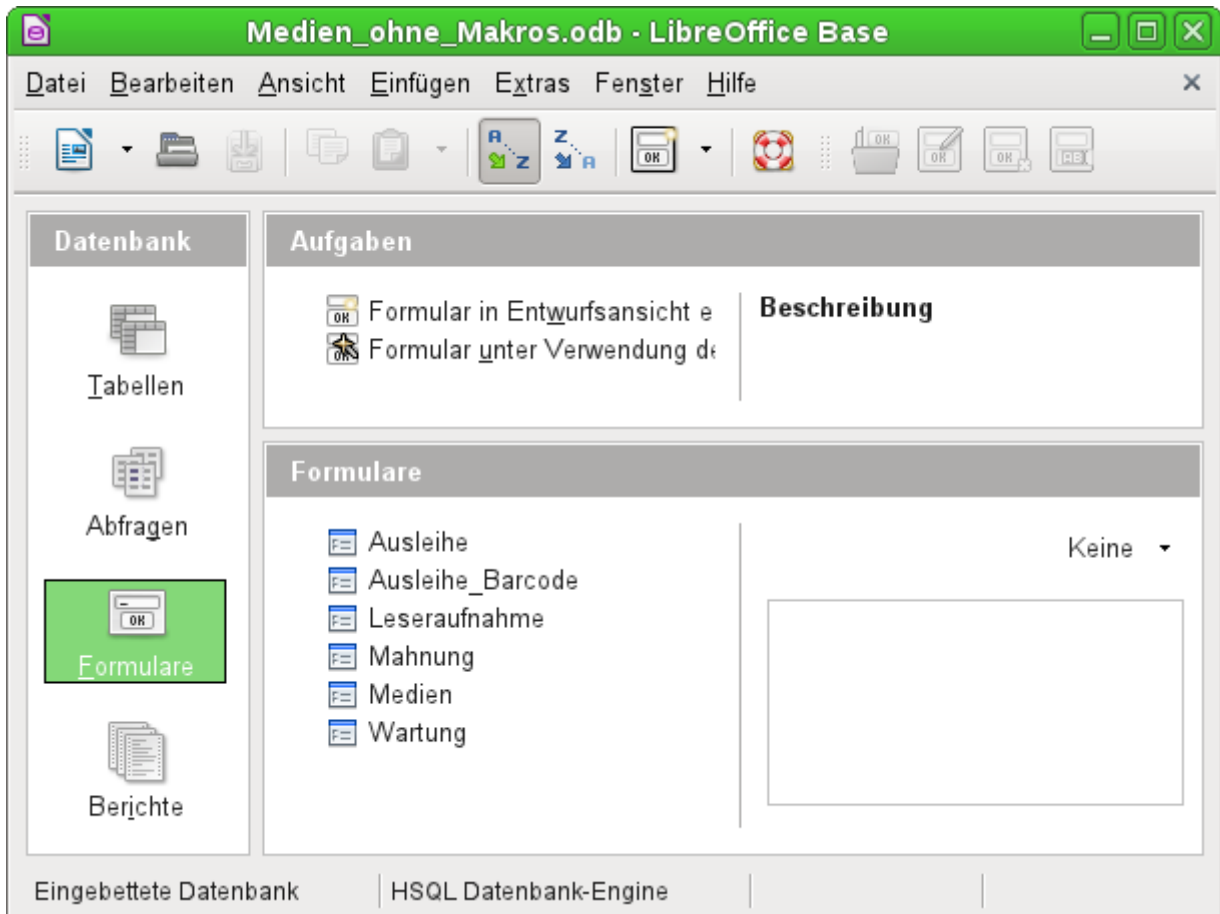 Medien_ohne_Makros.odb - LibreOffice Base
Datei Bearbeiten Ansicht Einfügen Extras Fenster Hilfe
Datenbank
Tabellen
Abfragen
Formulare
Berichte
Aufgaben
Formular in Entwurfsansicht e
Formular unter Verwendung de
Beschreibung
Formulare
Ausleihe
Ausleihe_Barcode
Leseraufnahme
Mahnung
Medien
Wartung
Keine
Eingebettete Datenbank HSQL Datenbank-Engine